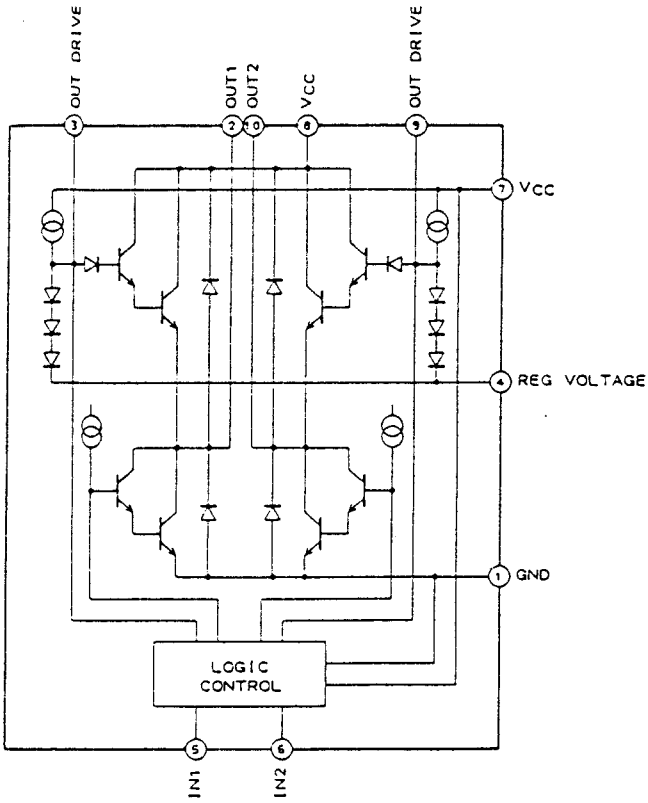 OUT DRIVE
OUT1
OUT2
VCC
OUT DRIVE
3
2
10
8
9
7
VCC
4
REG VOLTAGE
1
GND
LOGIC
CONTROL
5
6
IN1
IN2